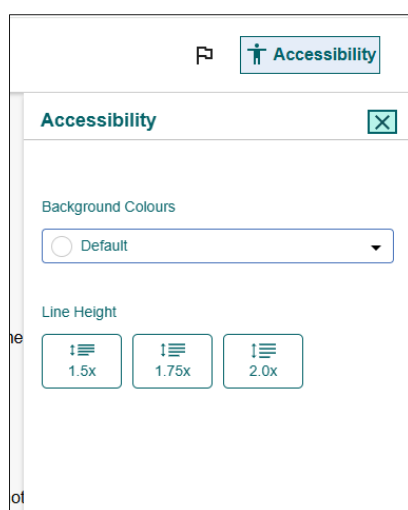 Accessibility
Accessibility
Background Colours
Default
Line Height
1.5x 1.75x 2.0x